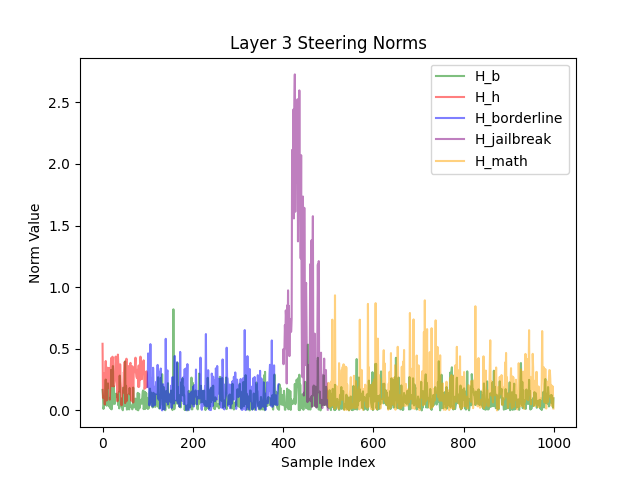 Layer 3 Steering Norms
H_b
H_h
H_borderline
H_jailbreak
H_math
Norm Value
2.5
2.0
1.5
1.0
0.5
0.0
0 200 400 600 800 1000
Sample Index